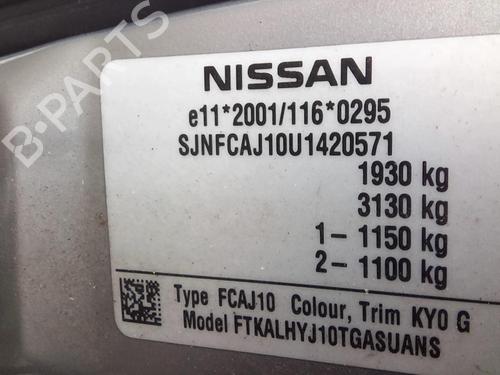 B-PARTS
NISSAN
e11*2001/116*0295
SJNFCAJ10U1420571
1930 kg
3130 kg
1- 1150 kg
2- 1100 kg
Type FCAJ10 Colour, Trim KY0 G
Model FTKALHYJ10TGASUANS